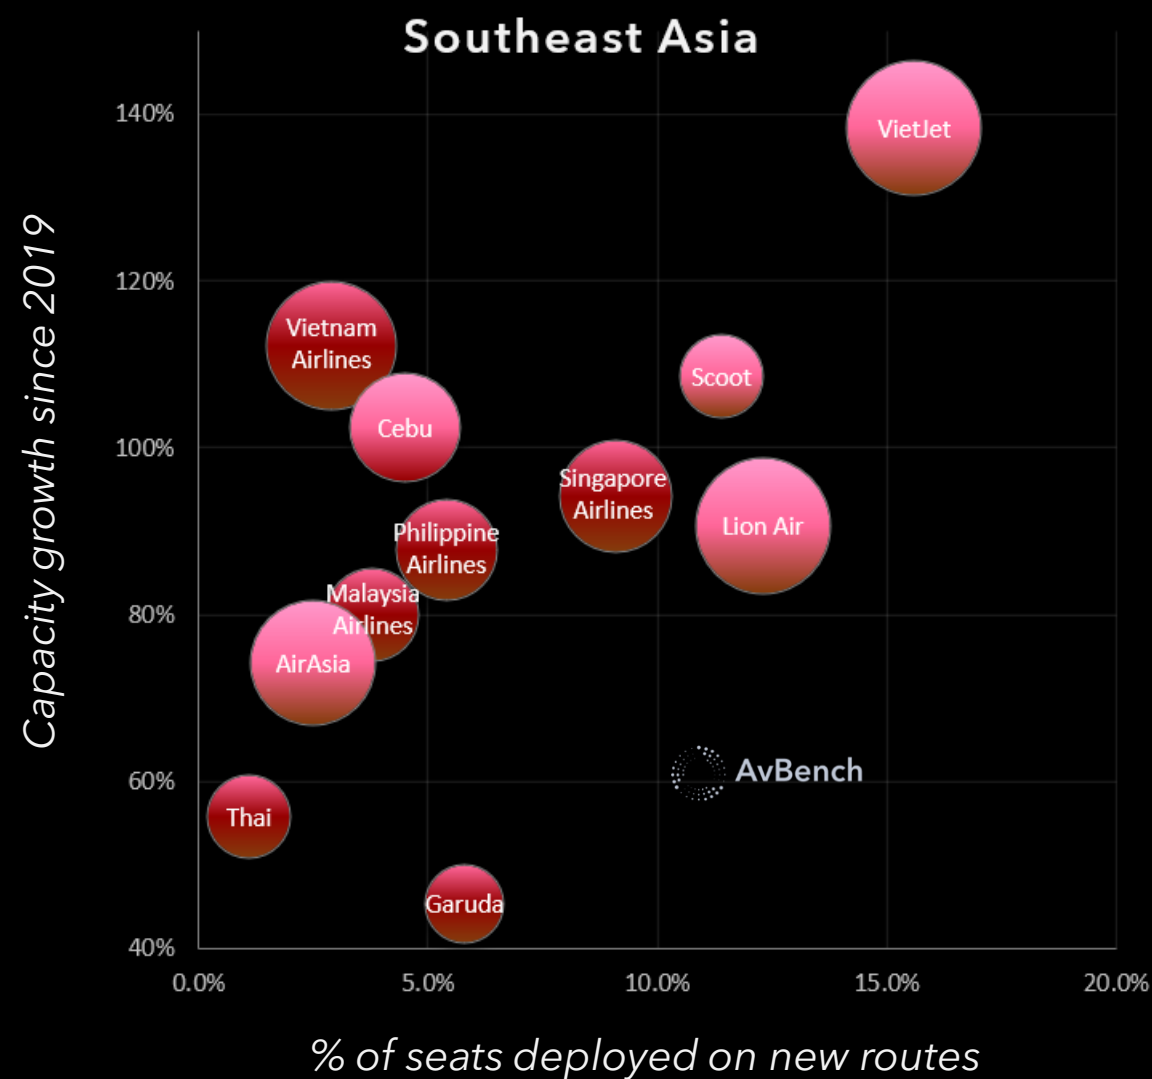 Southeast Asia
Capacity growth since 2019
140%
120%
100%
80%
60%
40%
VietJet
Vietnam
Airlines
Scoot
Cebu
Singapore
Airlines
Lion Air
Philippine
Airlines
Malaysia
Airlines
AirAsia
AvBench
Thai
Garuda
0.0%
5.0%
10.0%
15.0%
20.0%
% of seats deployed on new routes